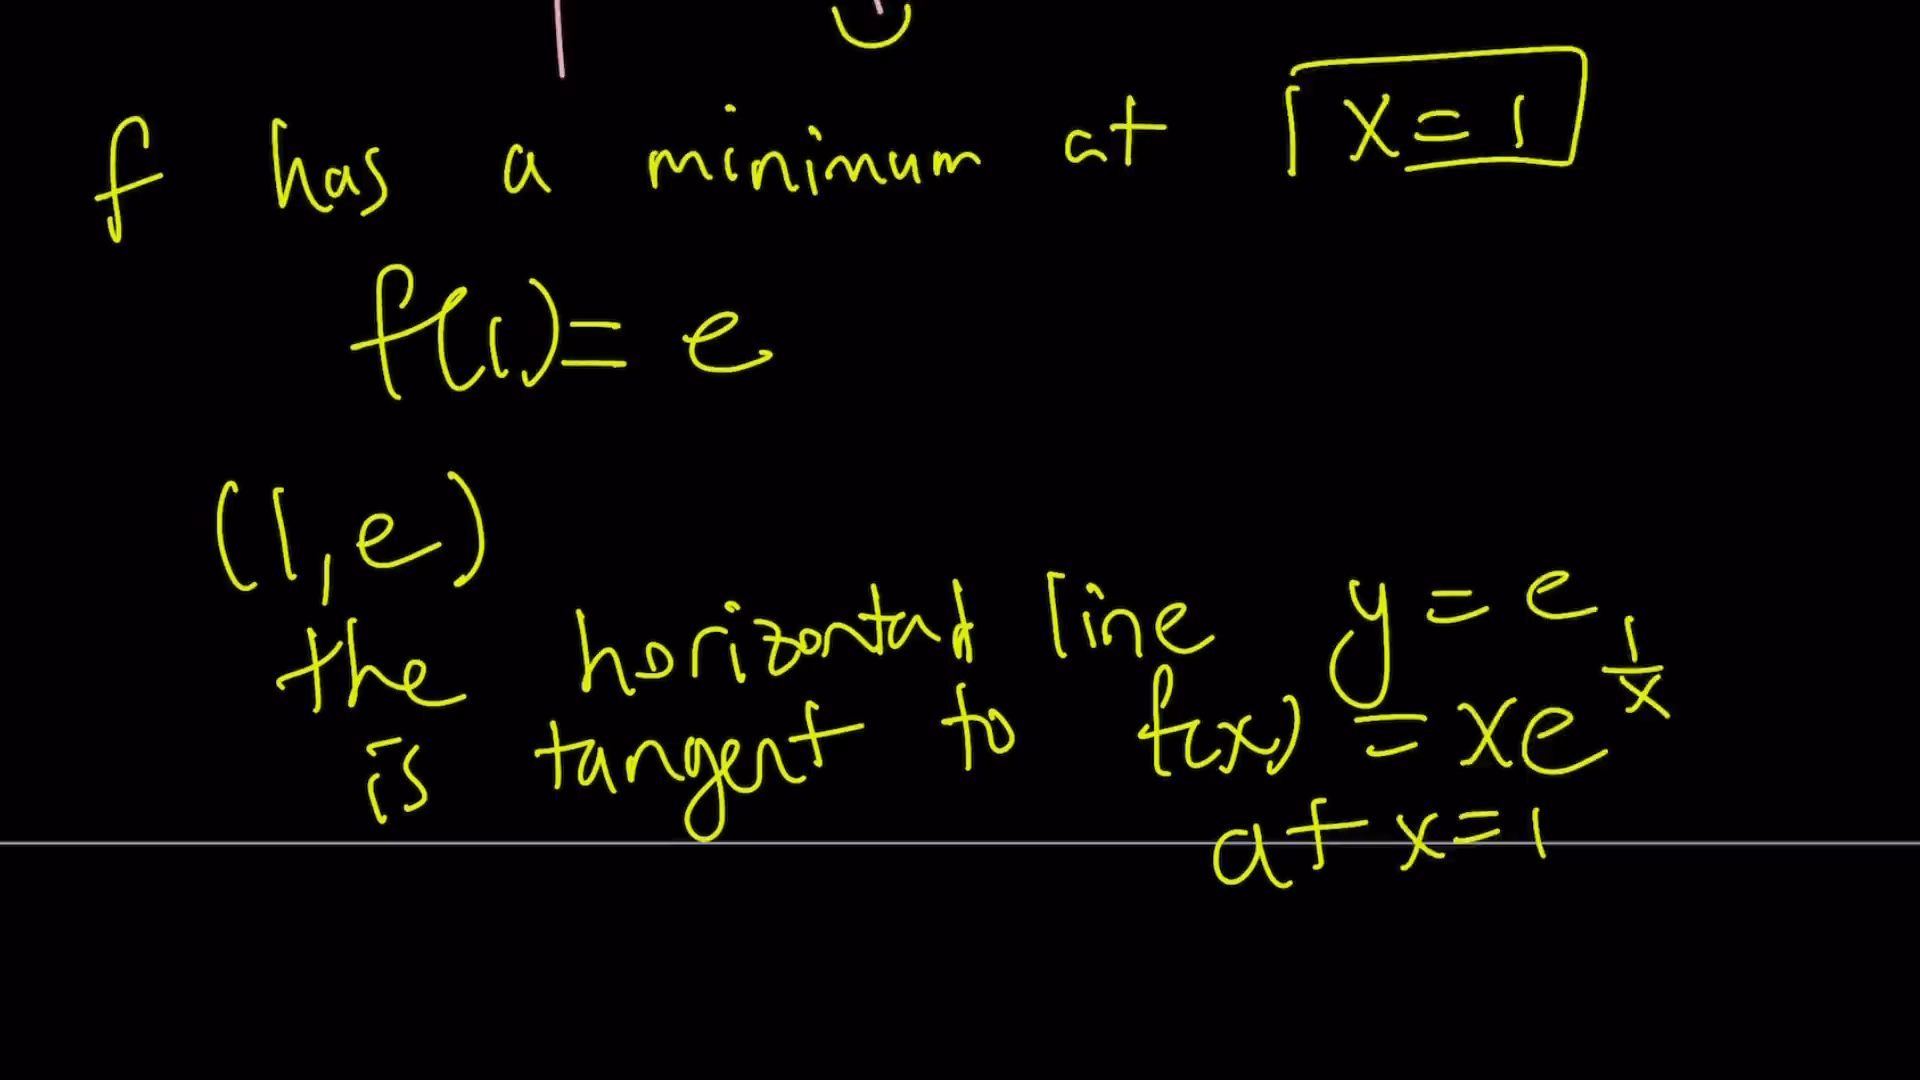 f has a minimum at x=1
f(1)= e
(1,e)
the horizontal line y = e
is tangent to f(x) = xe^{1/x}
at x=1